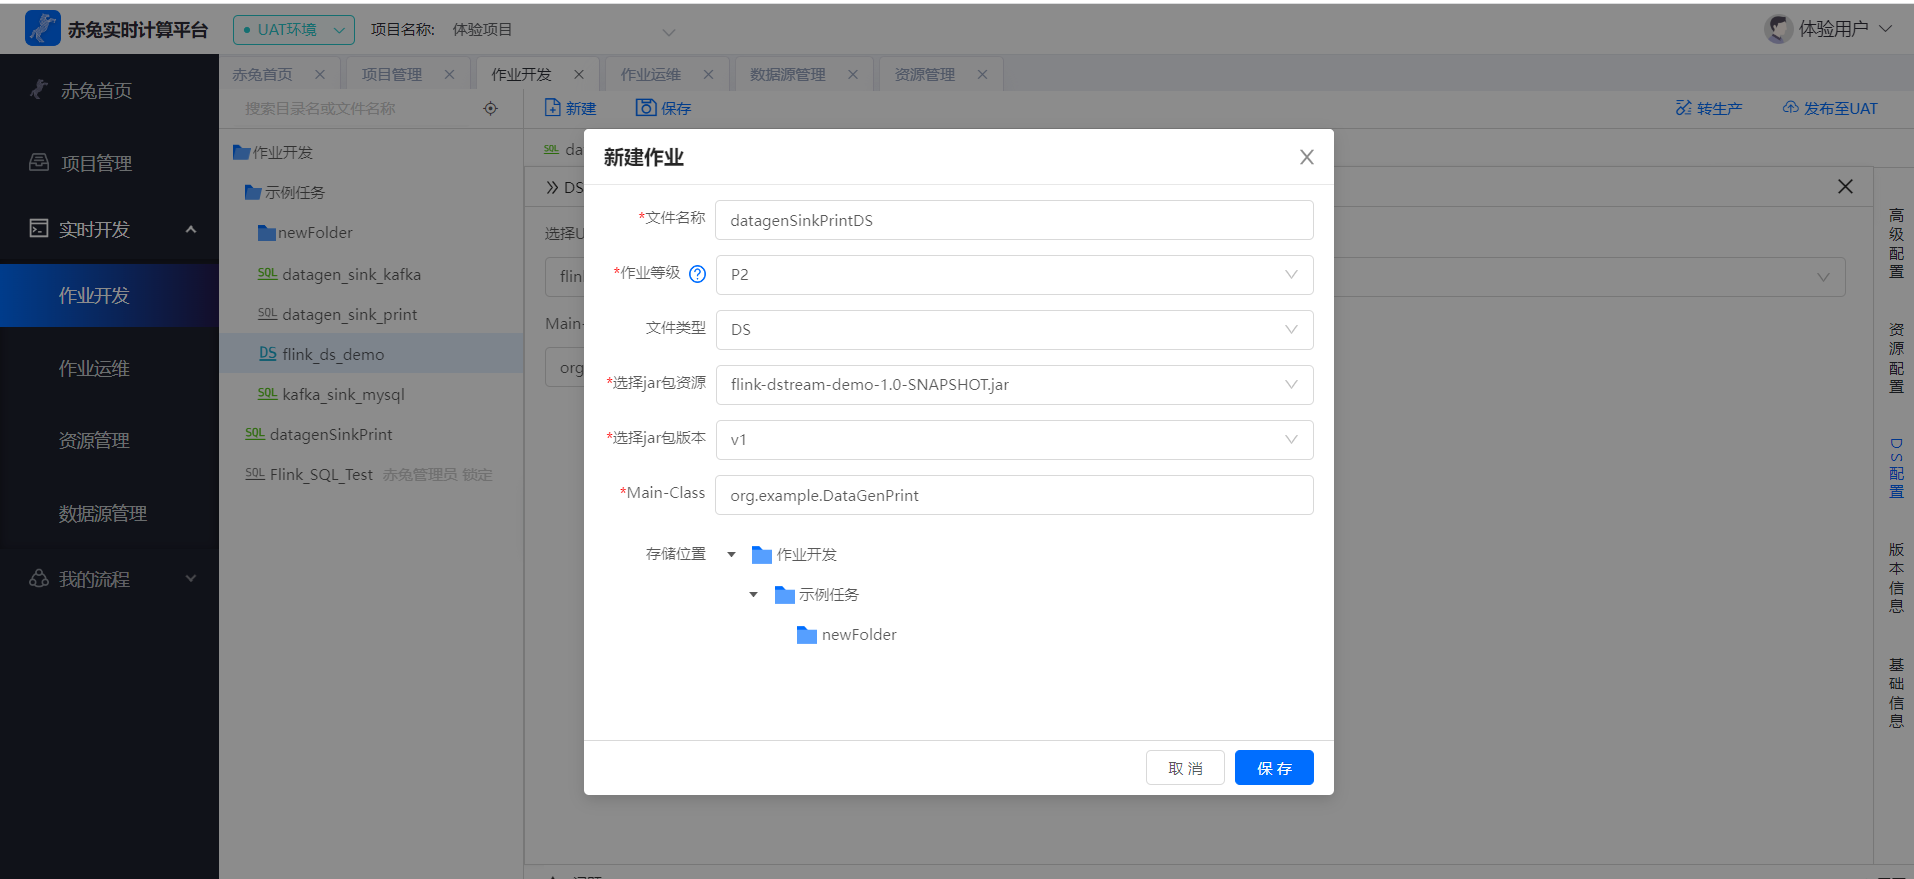 赤兔实时计算平台
UAT环境
项目名称:
体验项目
体验用户
赤兔首页
项目管理
作业开发
作业运维
数据源管理
资源管理
赤兔首页
项目管理
实时开发
作业开发
作业运维
资源管理
数据源管理
我的流程
搜索目录名或文件名称
作业开发
示例任务
newFolder
SQL datagen_sink_kafka
SQL datagen_sink_print
DS flink_ds_demo
SQL kafka_sink_mysql
SQL datagenSinkPrint
SQL Flink_SQL_Test 赤兔管理员 锁定
新建
保存
转生产
发布至UAT
SQL da
DS
选择U
flin
Main-
org
新建作业
*文件名称
datagenSinkPrintDS
*作业等级
P2
文件类型
DS
*选择jar包资源
flink-dstream-demo-1.0-SNAPSHOT.jar
*选择jar包版本
v1
*Main-Class
org.example.DataGenPrint
存储位置
作业开发
示例任务
newFolder
取 消
保 存
高级配置
资源配置
DS配置
版本信息
基础信息